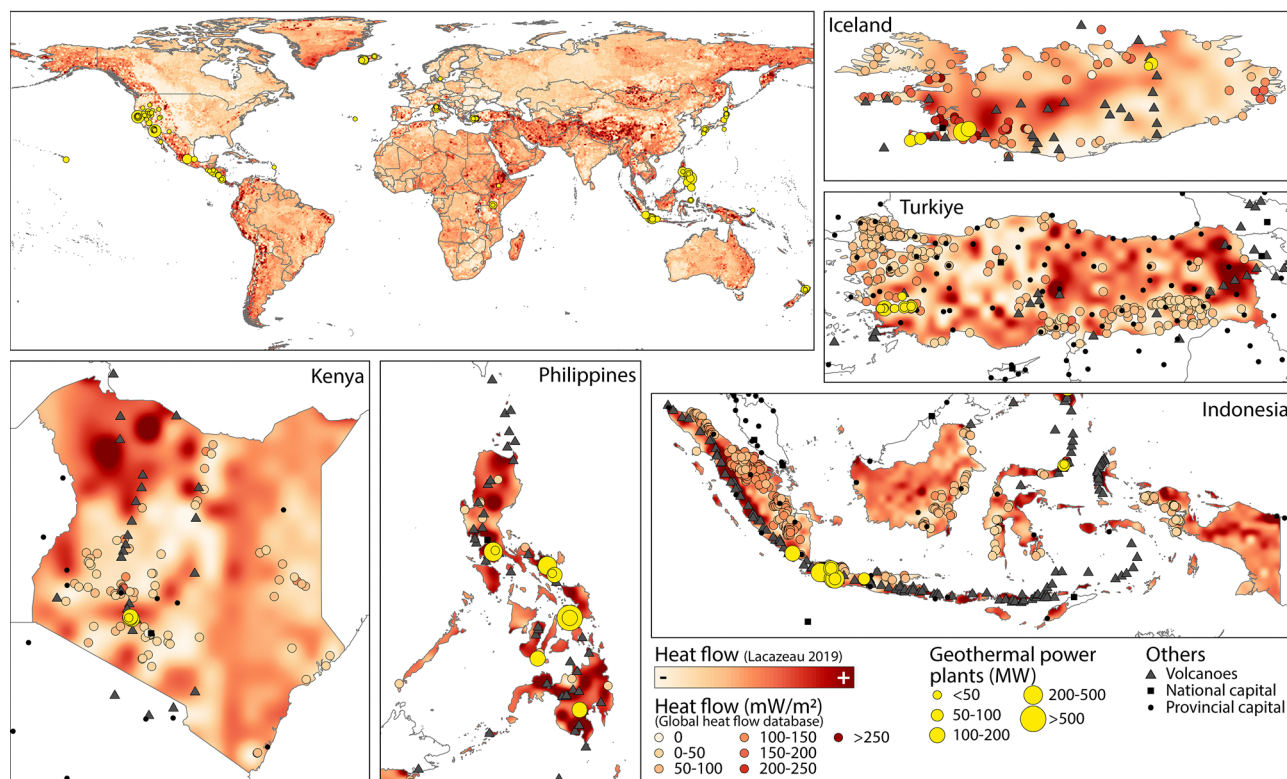 Iceland
Turkiye
Kenya
Philippines
Indonesia
Heat flow (Lacazeau 2019)
- +
Heat flow (mW/m²)
(Global heat flow database)
0
0-50
50-100
100-150
150-200
200-250
>250
Geothermal power
plants (MW)
<50
50-100
100-200
200-500
>500
Others
Volcanoes
National capital
Provincial capital